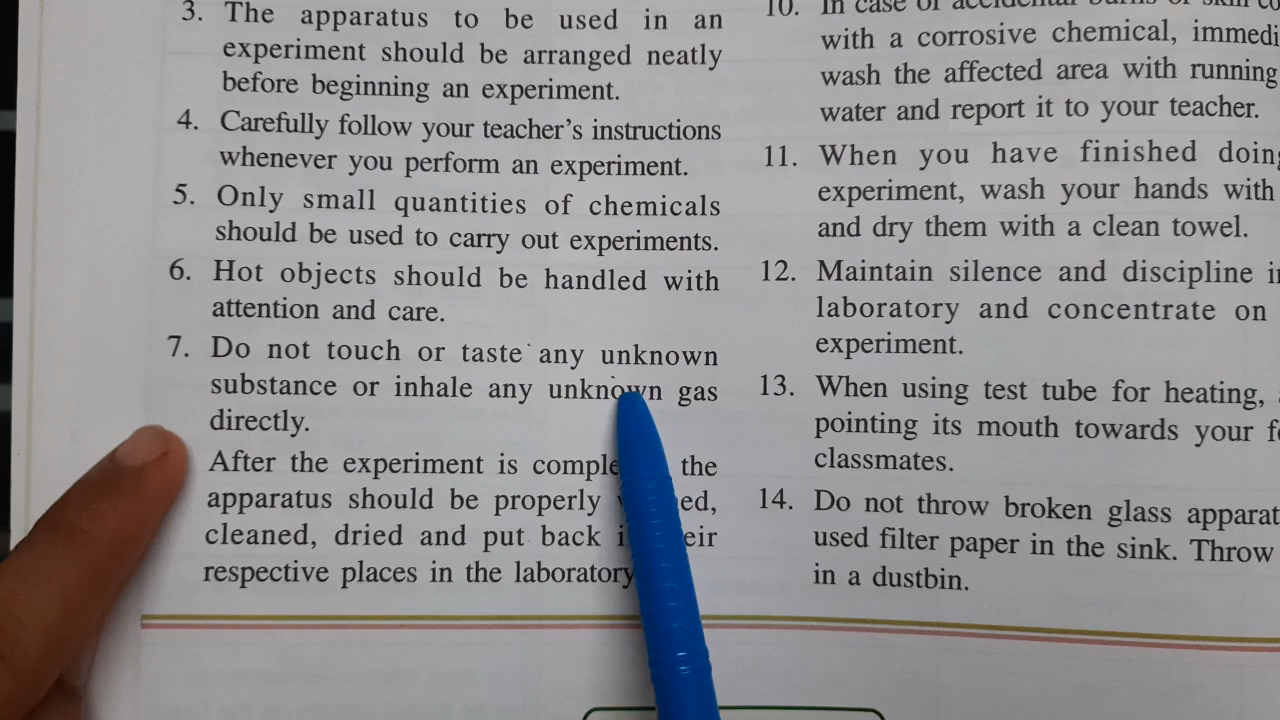 3. The apparatus to be used in an
experiment should be arranged neatly
before beginning an experiment.
4. Carefully follow your teacher's instructions
whenever you perform an experiment.
5. Only small quantities of chemicals
should be used to carry out experiments.
6. Hot objects should be handled with
attention and care.
7. Do not touch or taste any unknown
substance or inhale any unknown gas
directly.
After the experiment is the
apparatus should be properly
cleaned, dried and put back
respective places in the laboratory
10. In case of accidental burns or skin
with a corrosive chemical,
wash the affected area with running
water and report it to your teacher.
11. When you have finished
experiment, wash your hands with
and dry them with a clean towel.
12. Maintain silence and discipline
laboratory and concentrate on
experiment.
13. When using test tube for heating,
pointing its mouth towards your
classmates.
14. Do not throw broken glass
used filter paper in the sink. Throw
in a dustbin.